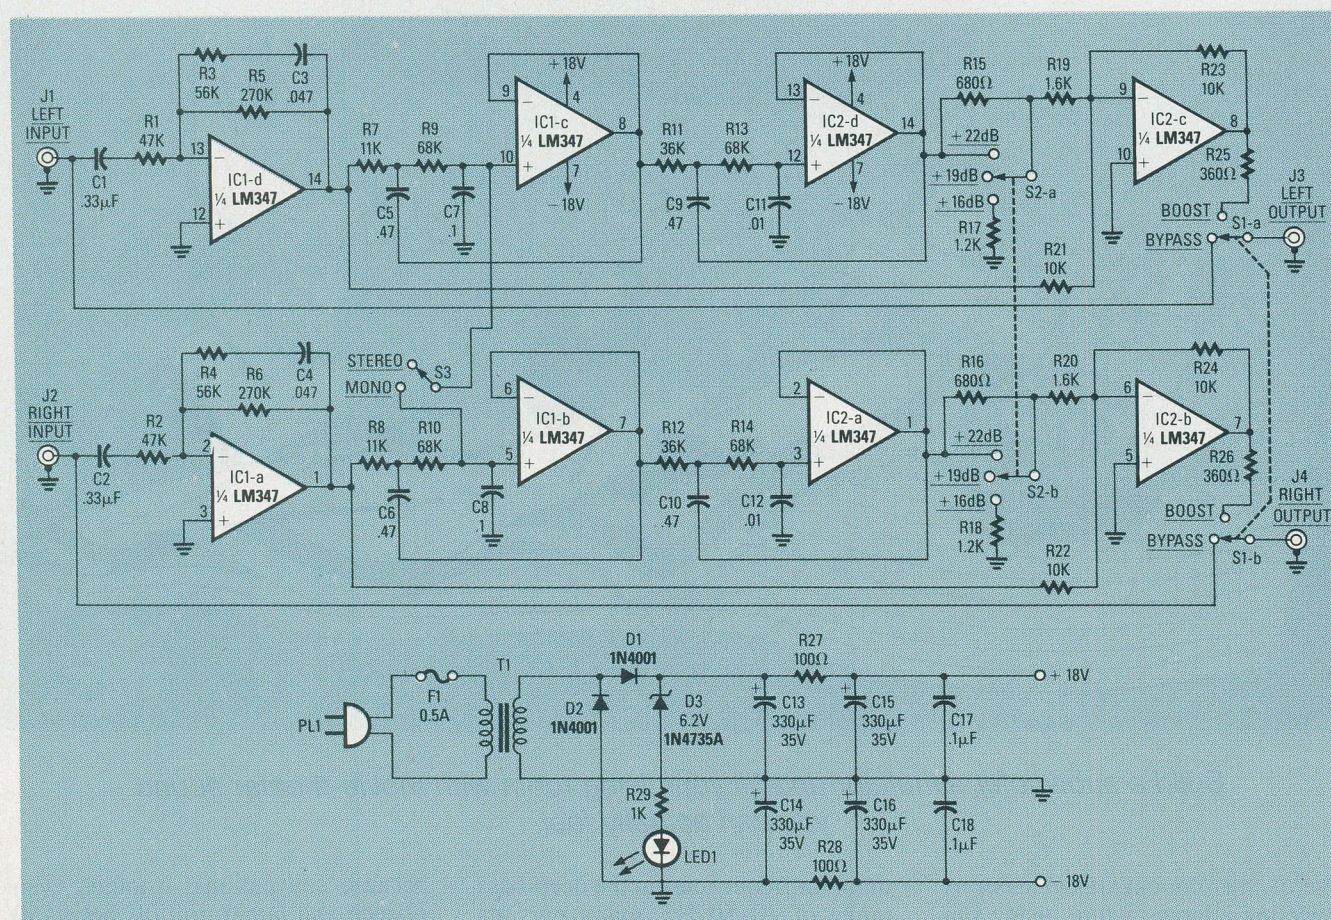 J1
LEFT
INPUT
C1
.33µF
R1
47K
R3
56K
C3
.047
R5
270K
13
12
14
IC1-d
¼ LM347
R7
11K
R9
68K
C5
.47
C7
.1
+18V
9
4
IC1-c
¼ LM347
8
10
7
−18V
R11
36K
R13
68K
C9
.47
C11
.01
+18V
13
4
IC2-d
14
¼ LM347
12
7
−18V
R15
680Ω
R19
1.6K
+22dB
+19dB
S2-a
+16dB
R17
1.2K
R21
10K
R23
10K
9
IC2-c
8
¼ LM347
10
R25
360Ω
BOOST
BYPASS
S1-a
J3
LEFT
OUTPUT
J2
RIGHT
INPUT
C2
.33µF
R2
47K
R4
56K
C4
.047
R6
270K
2
IC1-a
1
¼ LM347
3
STEREO
MONO
S3
R8
11K
R10
68K
C6
.47
C8
.1
6
IC1-b
7
¼ LM347
5
R12
36K
R14
68K
C10
.47
C12
.01
2
IC2-a
1
¼ LM347
3
R16
680Ω
R20
1.6K
+22dB
+19dB
S2-b
+16dB
R18
1.2K
R22
10K
R24
10K
6
IC2-b
7
¼ LM347
5
R26
360Ω
BOOST
BYPASS
S1-b
J4
RIGHT
OUTPUT
PL1
F1
0.5A
T1
D1
1N4001
D2
1N4001
D3
6.2V
1N4735A
R29
1K
LED1
R27
100Ω
+
C13
330µF
35V
+
C15
330µF
35V
C17
.1µF
+18V
+
C14
330µF
35V
+
C16
330µF
35V
C18
.1µF
R28
100Ω
−18V